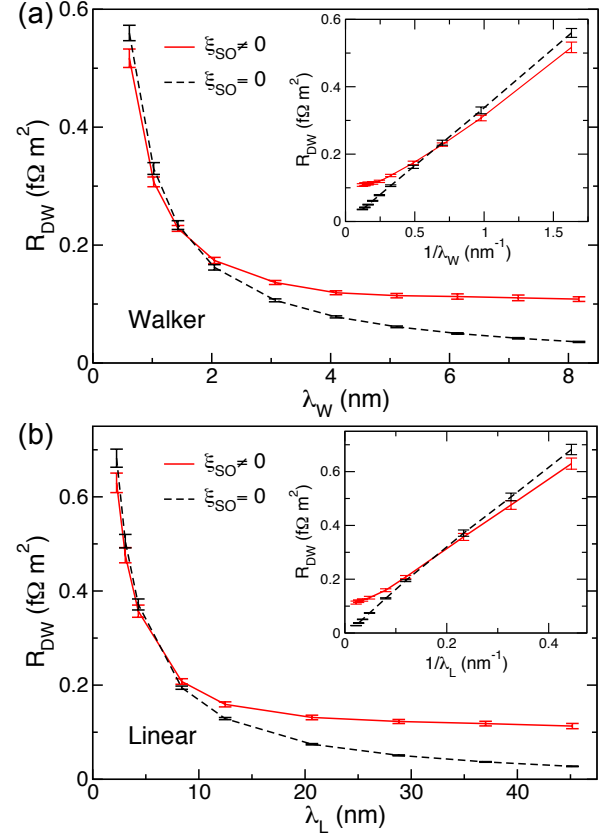 (a)
ξSO ≠ 0
ξSO = 0
0.6
0.4
0.2
0
RDW (fΩ m²)
Walker
0 2 4 6 8
λW (nm)
0.6
0.4
0.2
0.0
RDW (fΩ m²)
0.0 0.5 1.0 1.5
1/λW (nm⁻¹)
(b)
ξSO ≠ 0
ξSO = 0
0.6
0.4
0.2
0
RDW (fΩ m²)
Linear
0 10 20 30 40
λL (nm)
0.6
0.4
0.2
0.0
RDW (fΩ m²)
0 0.2 0.4
1/λL (nm⁻¹)